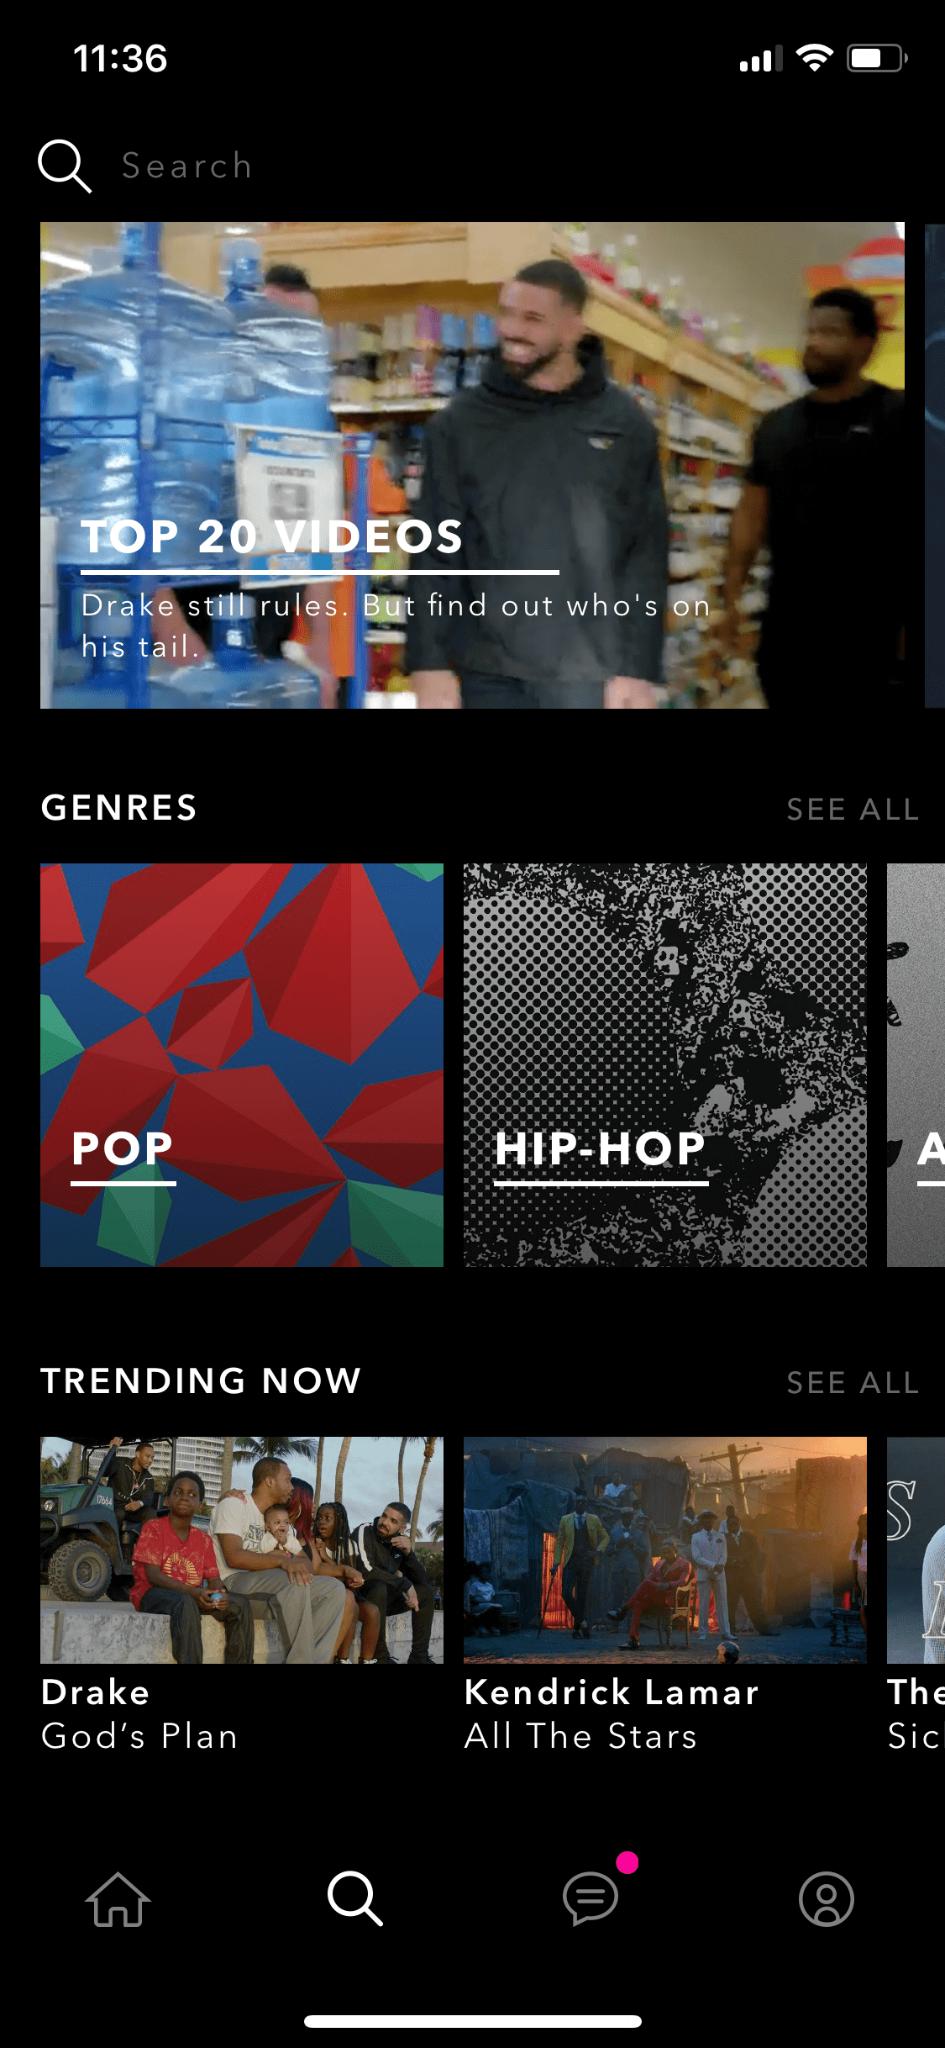 11:36
Search
TOP 20 VIDEOS
Drake still rules. But find out who's on
his tail.
GENRES
SEE ALL
POP
HIP-HOP
A
TRENDING NOW
SEE ALL
Drake
God’s Plan
Kendrick Lamar
All The Stars
The
Sic